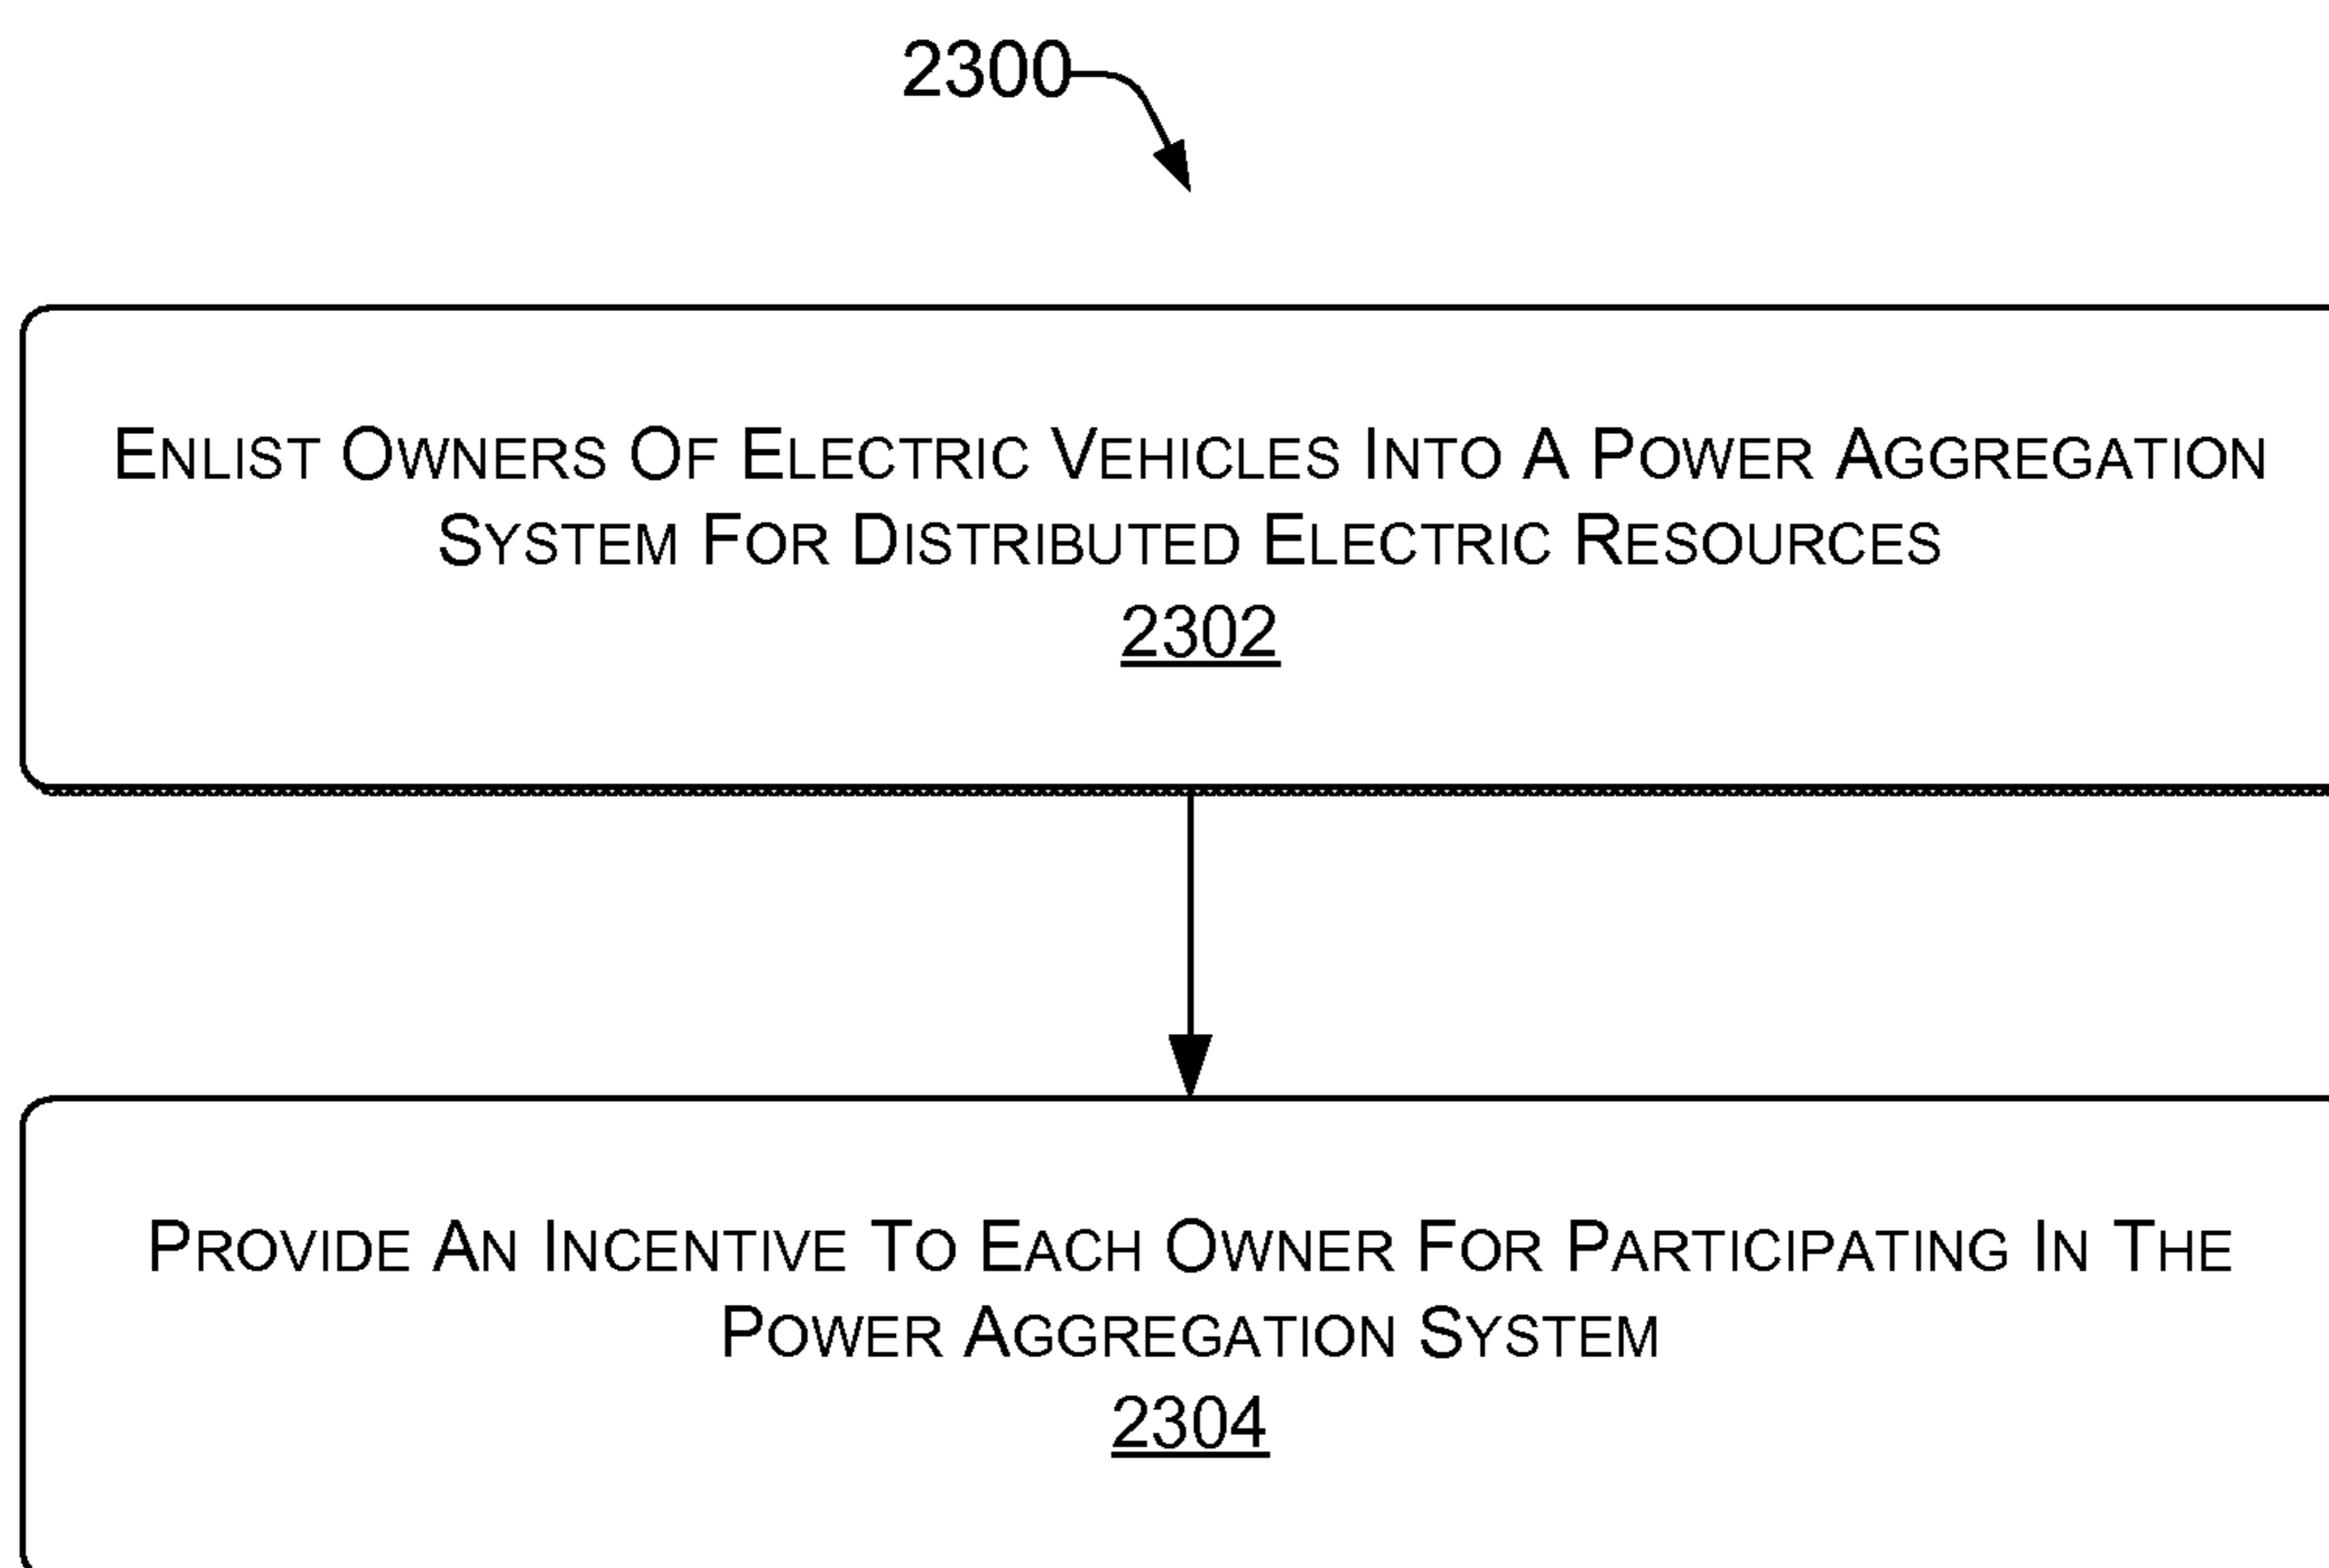 2300
ENLIST OWNERS OF ELECTRIC VEHICLES INTO A POWER AGGREGATION
SYSTEM FOR DISTRIBUTED ELECTRIC RESOURCES
2302
PROVIDE AN INCENTIVE TO EACH OWNER FOR PARTICIPATING IN THE
POWER AGGREGATION SYSTEM
2304